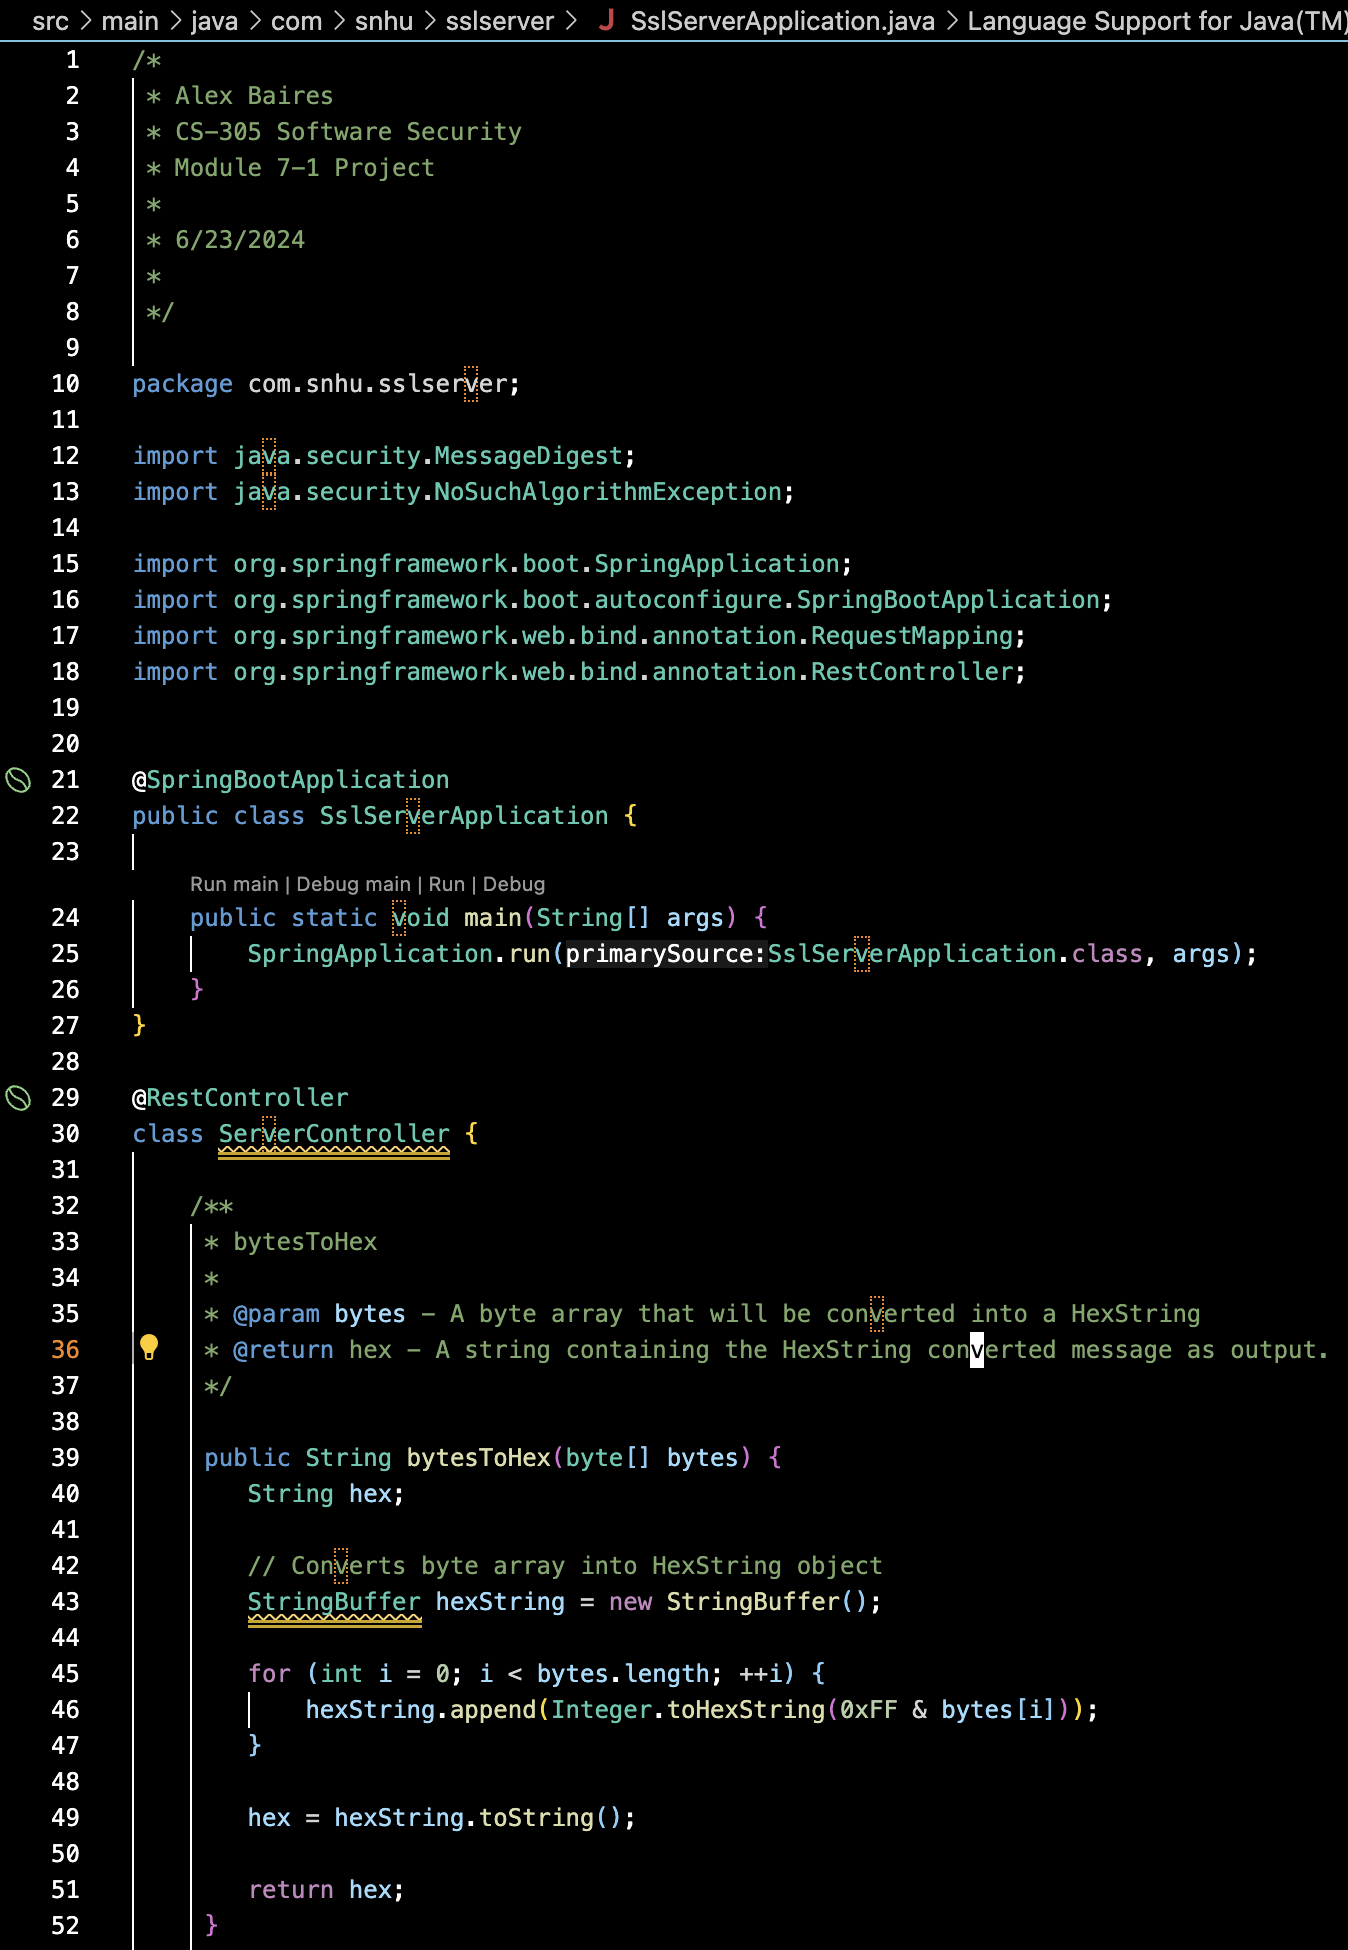 src > main > java > com > snhu > sslserver > J SslServerApplication.java > Language Support for Java(TM)
1 /*
2 * Alex Baires
3 * CS-305 Software Security
4 * Module 7-1 Project
5 *
6 * 6/23/2024
7 *
8 */
9
10 package com.snhu.sslserver;
11
12 import java.security.MessageDigest;
13 import java.security.NoSuchAlgorithmException;
14
15 import org.springframework.boot.SpringApplication;
16 import org.springframework.boot.autoconfigure.SpringBootApplication;
17 import org.springframework.web.bind.annotation.RequestMapping;
18 import org.springframework.web.bind.annotation.RestController;
19
20
21 @SpringBootApplication
22 public class SslServerApplication {
23
Run main | Debug main | Run | Debug
24 public static void main(String[] args) {
25 SpringApplication.run(primarySource:SslServerApplication.class, args);
26 }
27 }
28
29 @RestController
30 class ServerController {
31
32 /**
33 * bytesToHex
34 *
35 * @param bytes - A byte array that will be converted into a HexString
36 * @return hex - A string containing the HexString converted message as output.
37 */
38
39 public String bytesToHex(byte[] bytes) {
40 String hex;
41
42 // Converts byte array into HexString object
43 StringBuffer hexString = new StringBuffer();
44
45 for (int i = 0; i < bytes.length; ++i) {
46 hexString.append(Integer.toHexString(0xFF & bytes[i]));
47 }
48
49 hex = hexString.toString();
50
51 return hex;
52 }